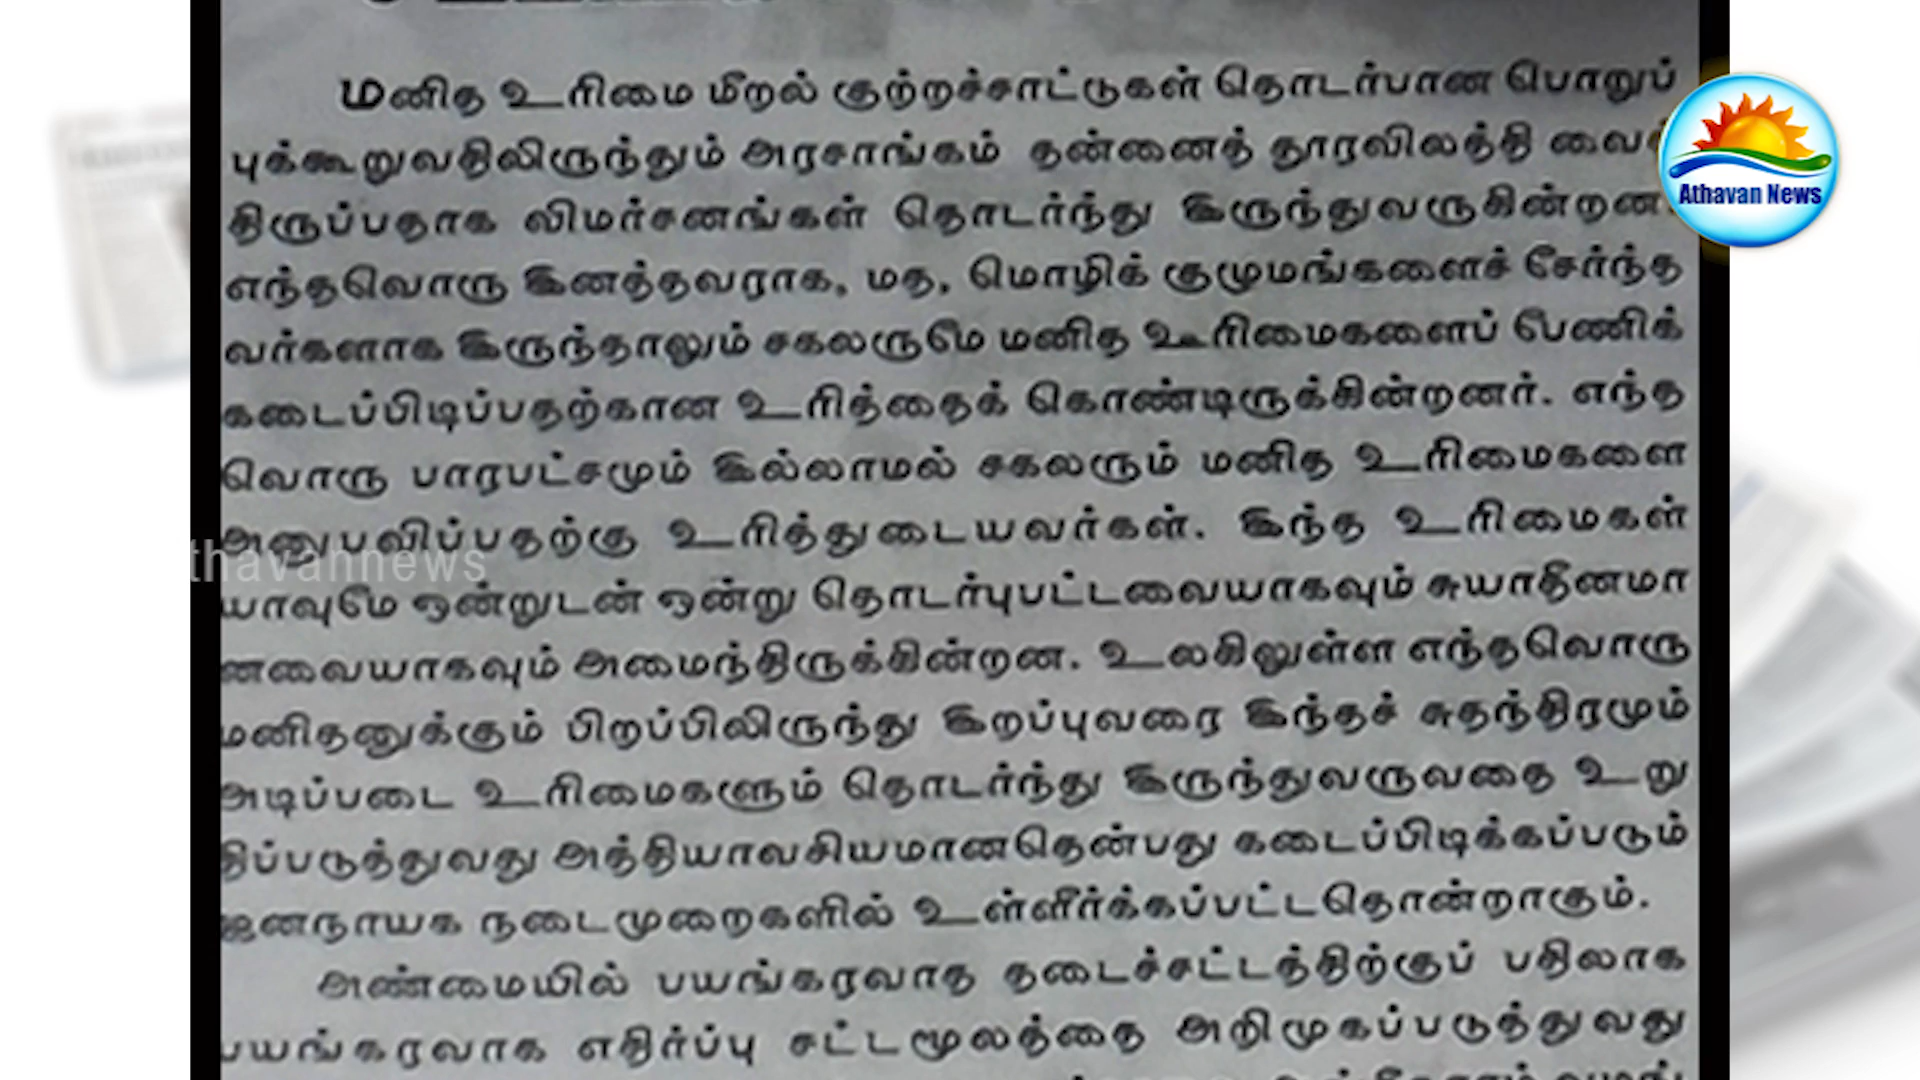 மனித உரிமை மீறல் குற்றச்சாட்டுகள் தொடர்பான பொறுப்
புக்கூறுவதிலிருந்தும் அரசாங்கம் தன்னைத் தூரவிலத்தி
திருப்பதாக விமர்சனங்கள் தொடர்ந்து இருந்துவருகின்றன.
எந்தவொரு இனத்தவராக, மத, மொழிக் குழுமங்களைச் சேர்ந்த
வர்களாக இருந்தாலும் சகலருமே மனித உரிமைகளைப் பேணிக்
கடைப்பிடிப்பதற்கான உரித்தைக் கொண்டிருக்கின்றனர். எந்த
வொரு பாரபட்சமும் இல்லாமல் சகலரும் மனித உரிமைகளை
அனுபவிப்பதற்கு உரித்துடையவர்கள். இந்த உரிமைகள்
யாவுமே ஒன்றுடன் ஒன்று தொடர்புபட்டவையாகவும் சுயாதீனமா
னவையாகவும் அமைந்திருக்கின்றன. உலகிலுள்ள எந்தவொரு
மனிதனுக்கும் பிறப்பிலிருந்து இறப்புவரை இந்தச் சுதந்திரமும்
அடிப்படை உரிமைகளும் தொடர்ந்து இருந்துவருவதை உறு
திப்படுத்துவது அத்தியாவசியமானதென்பது கடைப்பிடிக்கப்படும்
ஜனநாயக நடைமுறைகளில் உள்ளீர்க்கப்பட்டதொன்றாகும்.
அண்மையில் பயங்கரவாத தடைச்சட்டத்திற்குப் பதிலாக
பயங்கரவாக எதிர்ப்பு சட்டமூலத்தை அறிமுகப்படுத்துவது
Athavan News
thavannews